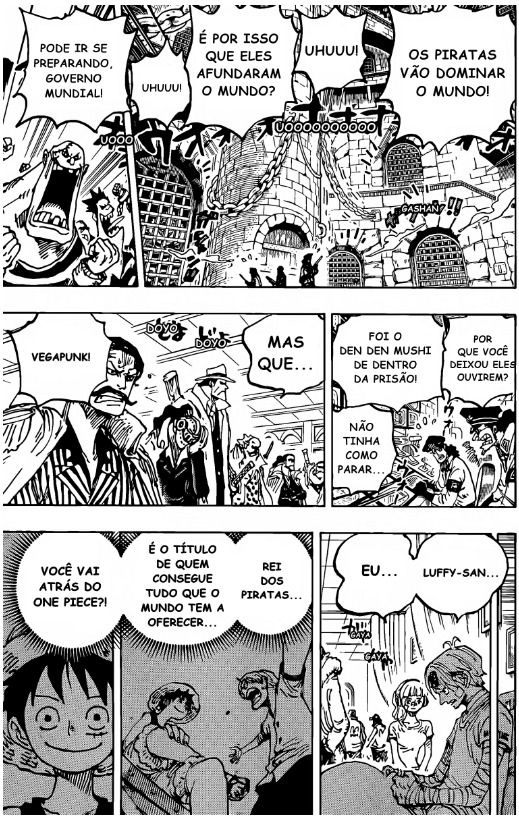 OS PIRATAS
VÃO DOMINAR
O MUNDO!
UHUUU!
É POR ISSO
QUE ELES
AFUNDARAM
O MUNDO?
UHUUU!
PODE IR SE
PREPARANDO,
GOVERNO
MUNDIAL!
UOOOOOOOOOOO
UOOO
GASHAN
POR
QUE VOCÊ
DEIXOU ELES
OUVIREM?
FOI O
DEN DEN MUSHI
DE DENTRO
DA PRISÃO!
NÃO
TINHA
COMO
PARAR...
MAS
QUE...
DOYO
DOYO
VEGAPUNK!
LUFFY-SAN...
EU...
GAYA
GAYA
REI
DOS
PIRATAS...
É O TÍTULO
DE QUEM
CONSEGUE
TUDO QUE O
MUNDO TEM A
OFERECER...
VOCÊ VAI
ATRÁS DO
ONE PIECE?!